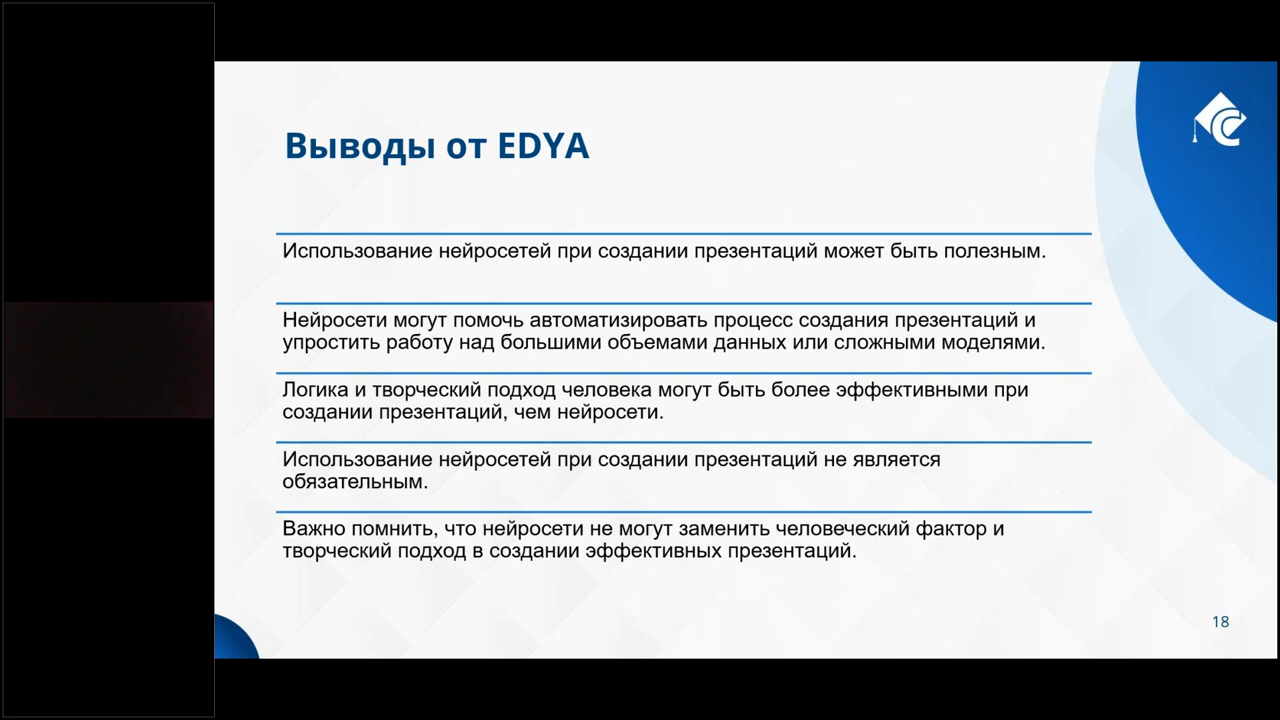 Выводы от EDYA
Использование нейросетей при создании презентаций может быть полезным.
Нейросети могут помочь автоматизировать процесс создания презентаций и
упростить работу над большими объемами данных или сложными моделями.
Логика и творческий подход человека могут быть более эффективными при
создании презентаций, чем нейросети.
Использование нейросетей при создании презентаций не является
обязательным.
Важно помнить, что нейросети не могут заменить человеческий фактор и
творческий подход в создании эффективных презентаций.
18